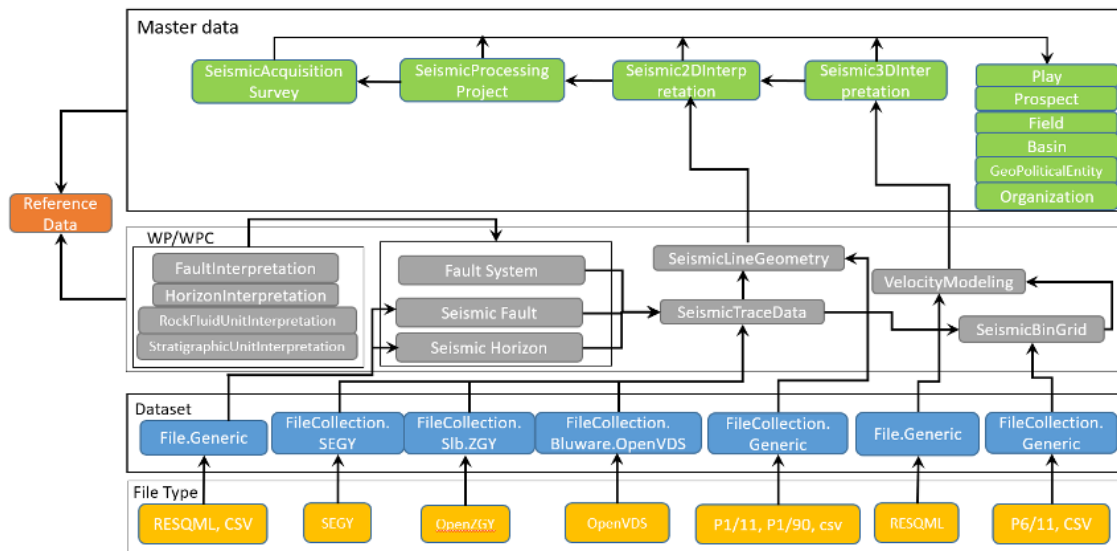 Master data
SeismicAcquisition
Survey
SeismicProcessing
Project
Seismic2DInterp
retation
Seismic3DInter
pretation
Play
Prospect
Field
Basin
GeoPoliticalEntity
Organization
Reference
Data
WP/WPC
FaultInterpretation
HorizonInterpretation
RockFluidUnitInterpretation
StratigraphicUnitInterpretation
Fault System
Seismic Fault
Seismic Horizon
SeismicLineGeometry
SeismicTraceData
VelocityModeling
SeismicBinGrid
Dataset
File.Generic
FileCollection.
SEGY
FileCollection.
Slb.ZGY
FileCollection.
Bluware.OpenVDS
FileCollection.
Generic
File.Generic
FileCollection.
Generic
File Type
RESQML, CSV
SEGY
OpenZGY
OpenVDS
P1/11, P1/90, csv
RESQML
P6/11, CSV